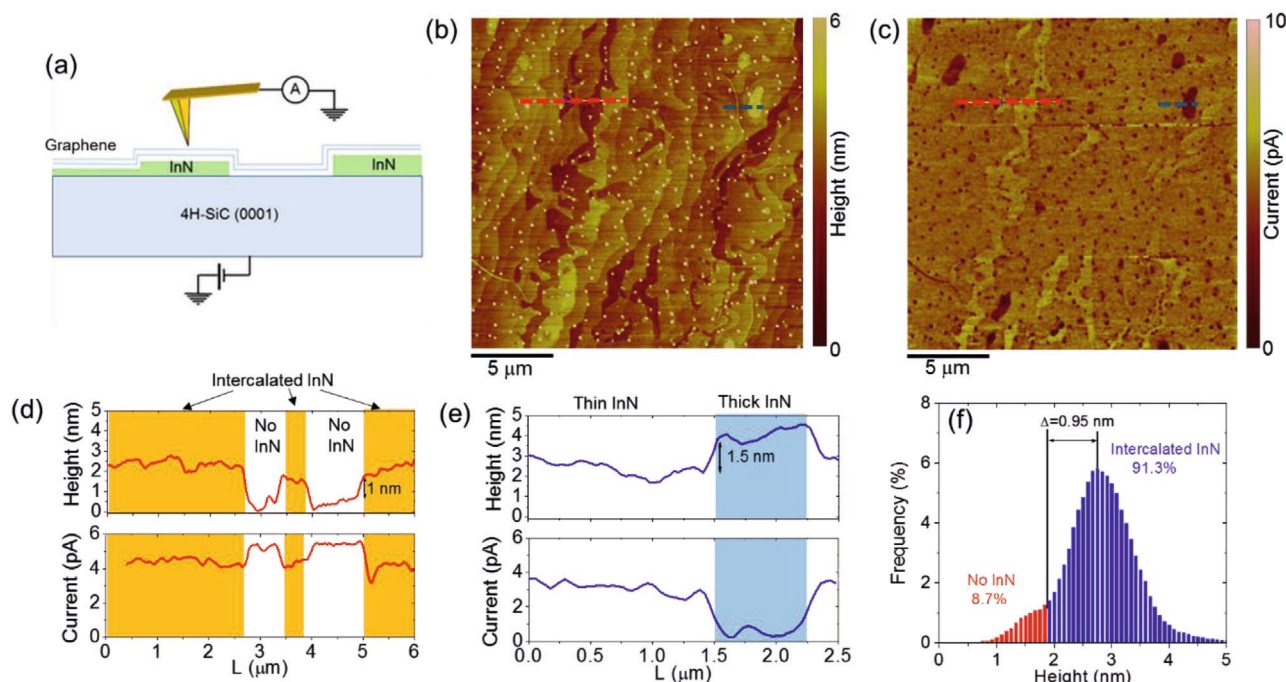 (a)
A
Graphene
InN
InN
4H-SiC (0001)
(b)
6
Height (nm)
0
5 μm
(c)
10
Current (pA)
0
5 μm
(d)
Intercalated InN
No
InN
No
InN
1 nm
Height (nm)
5
4
3
2
1
0
Current (pA)
6
4
2
0
0 1 2 3 4 5 6
L (μm)
(e)
Thin InN
Thick InN
1.5 nm
Height (nm)
5
4
3
2
1
0
Current (pA)
6
4
2
0
0.0 0.5 1.0 1.5 2.0 2.5
L (μm)
(f)
Δ=0.95 nm
Intercalated InN
91.3%
No InN
8.7%
Frequency (%)
8
6
4
2
0
0 1 2 3 4 5
Height (nm)